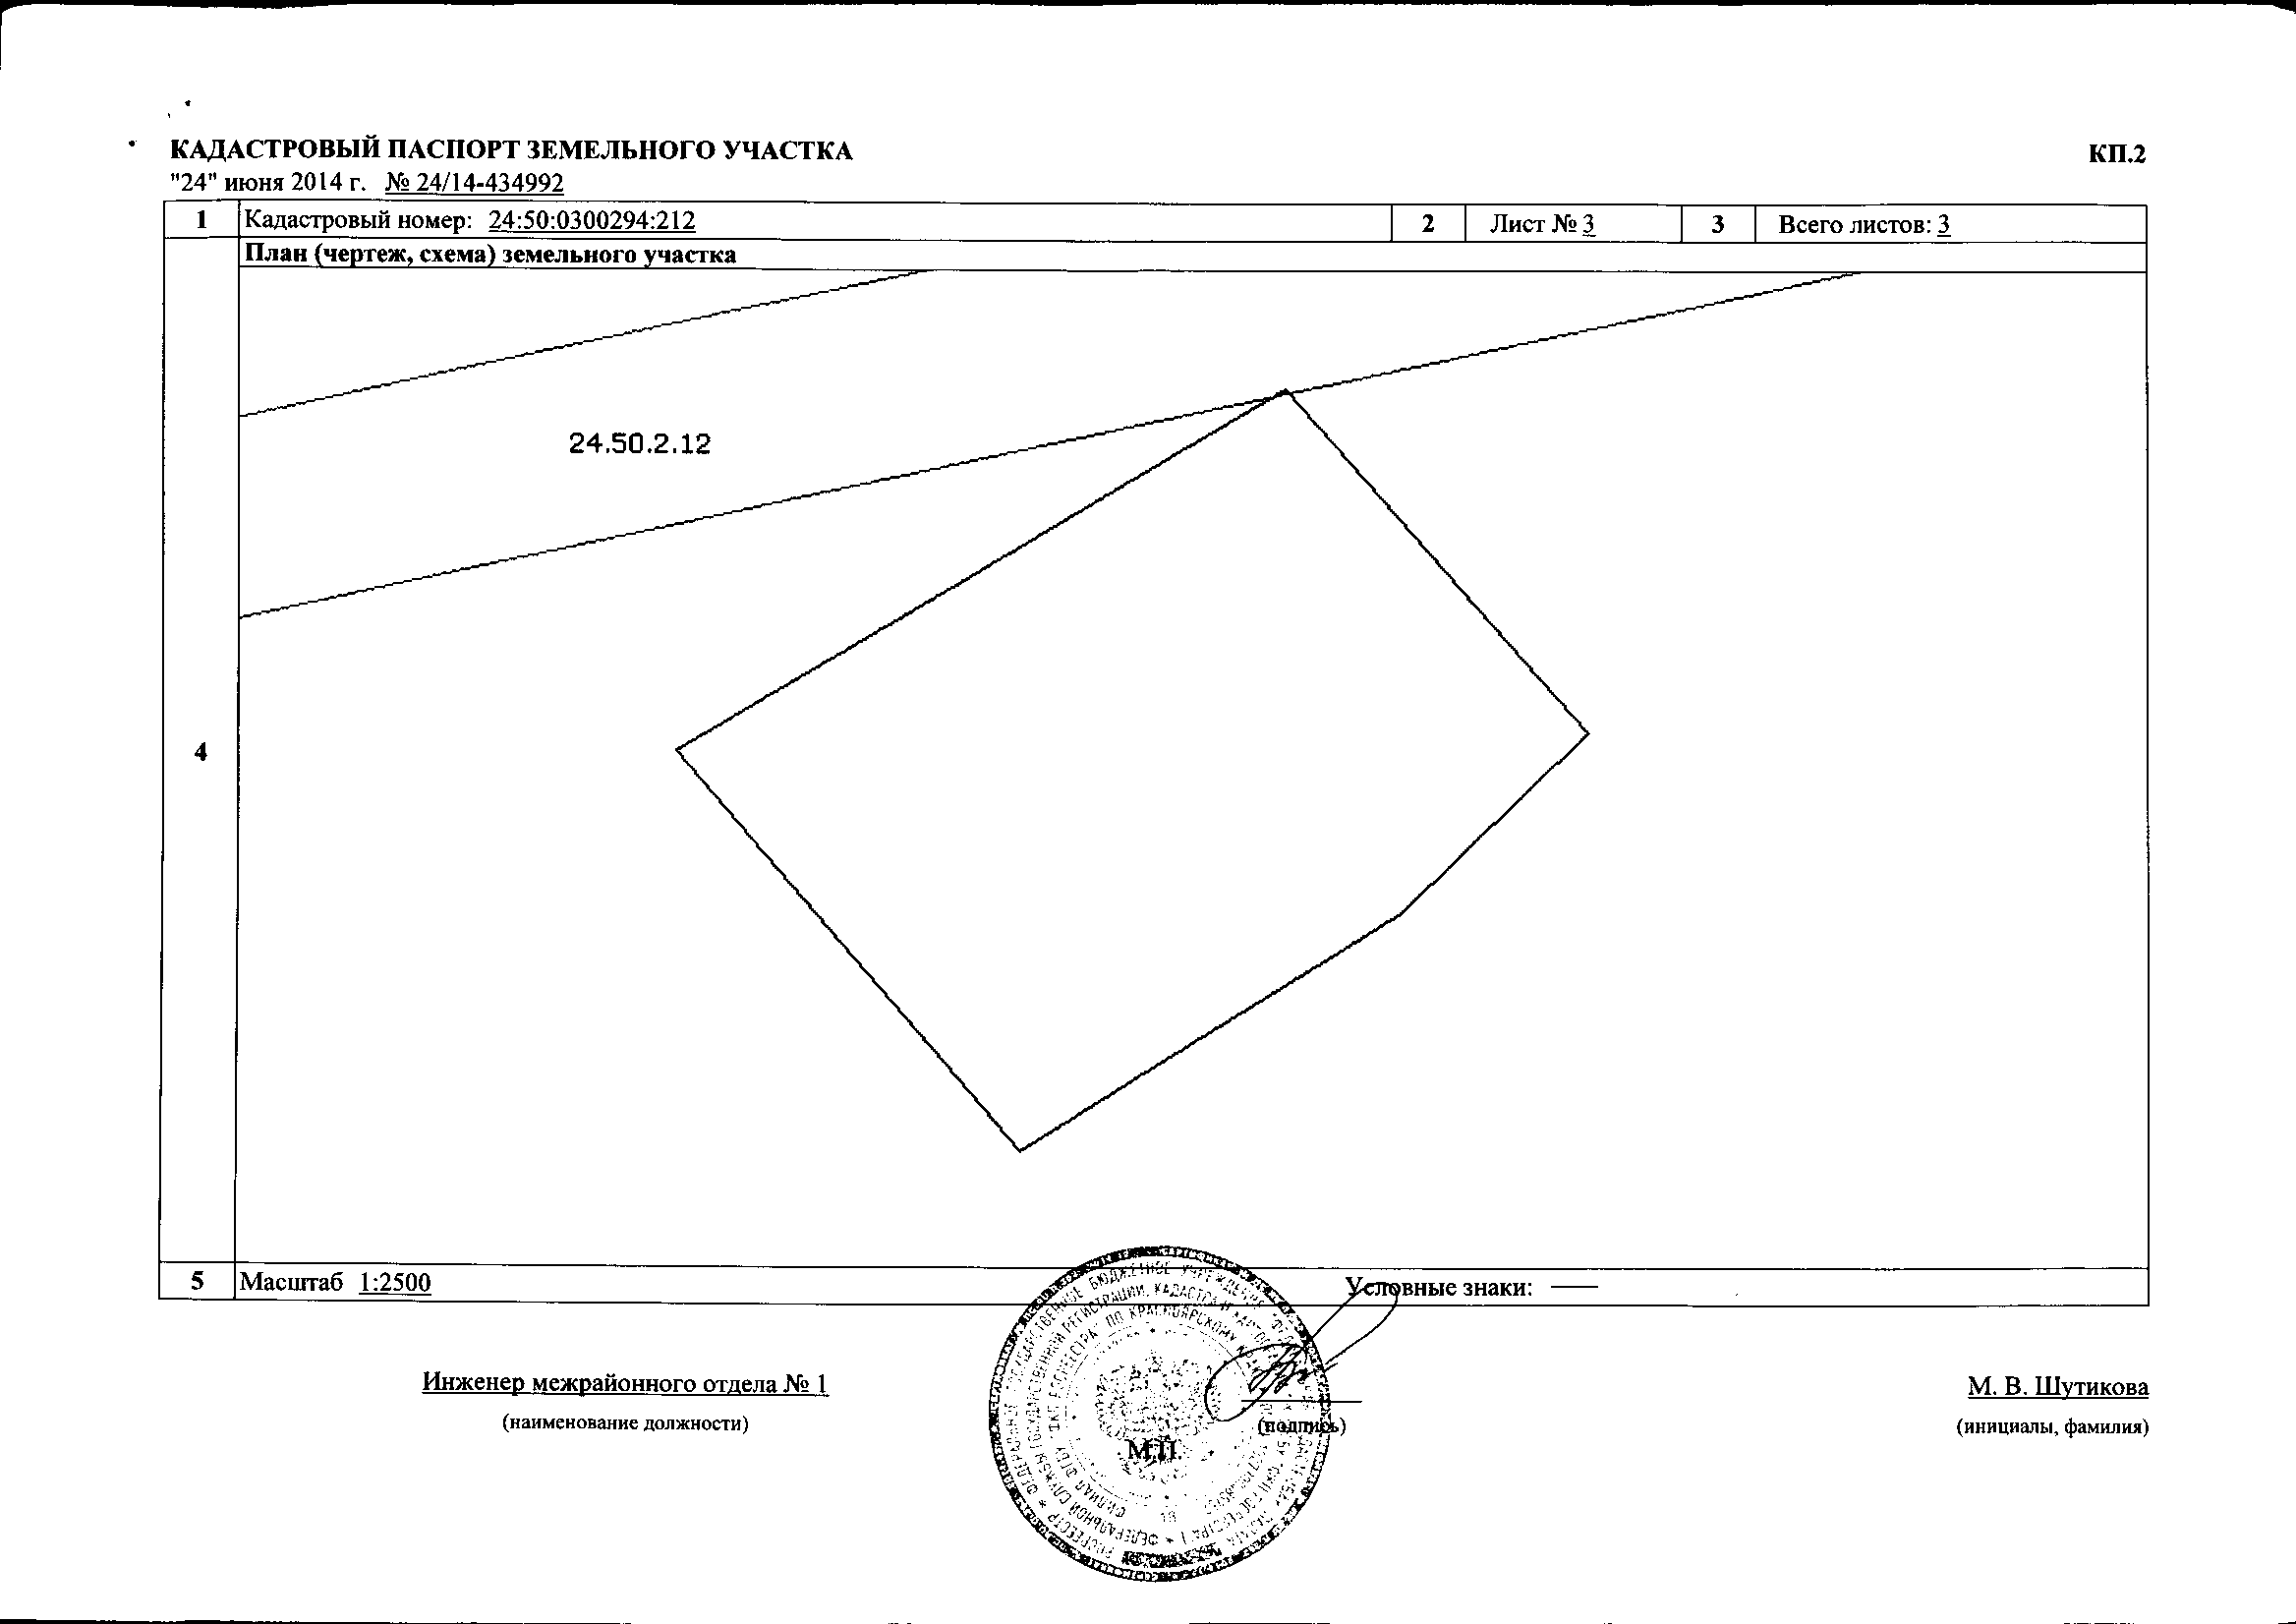 КАДАСТРОВЫЙ ПАСПОРТ ЗЕМЕЛЬНОГО УЧАСТКА
КП.2
"24" июня 2014 г. № 24/14-434992
1 Кадастровый номер: 24:50:0300294:212 2 Лист № 3 3 Всего листов: 3
План (чертеж, схема) земельного участка
24.50.2.12
4
5 Масштаб 1:2500 Условные знаки:
Инженер межрайонного отдела № 1
М. В. Шутикова
(наименование должности)
(подпись)
(инициалы, фамилия)
М.П.
ПО КРАСНОЯРСКОМУ